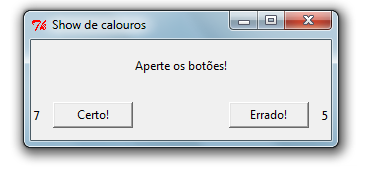 Show de calouros
Aperte os botões!
7 Certo! Errado! 5